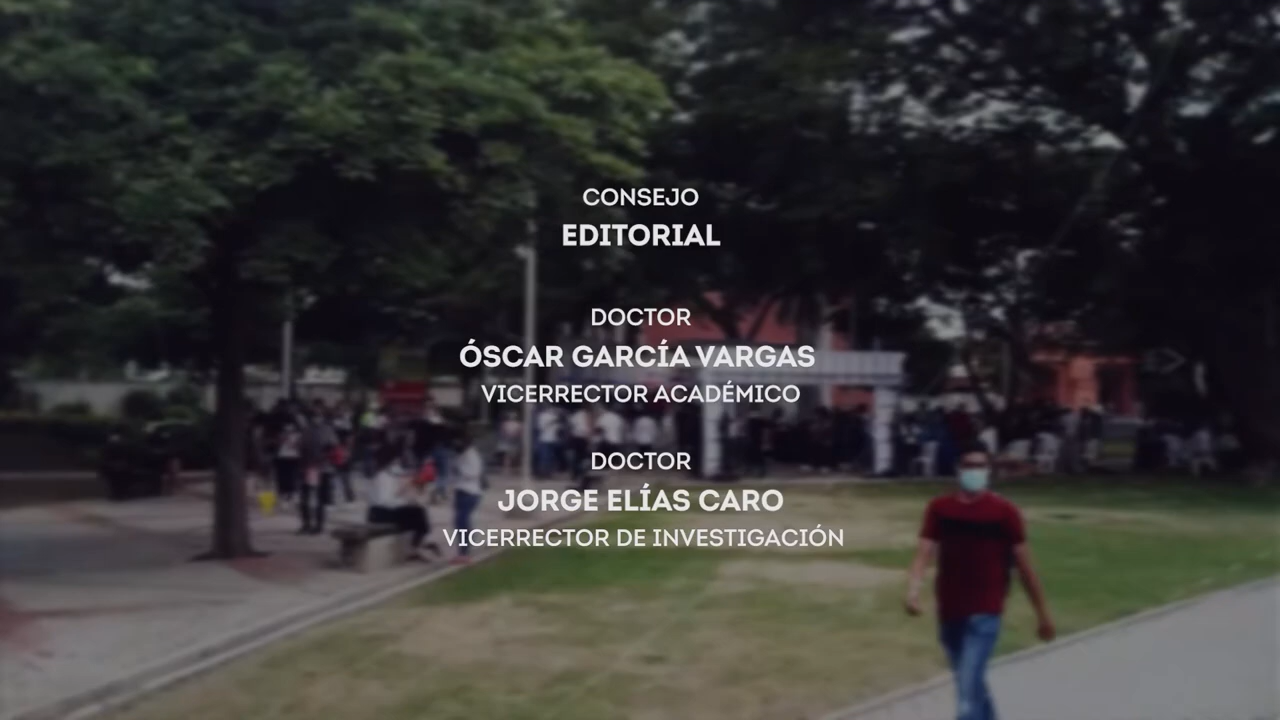 CONSEJO
EDITORIAL
DOCTOR
ÓSCAR GARCÍA VARGAS
VICERRECTOR ACADÉMICO
DOCTOR
JORGE ELÍAS CARO
VICERRECTOR DE INVESTIGACIÓN